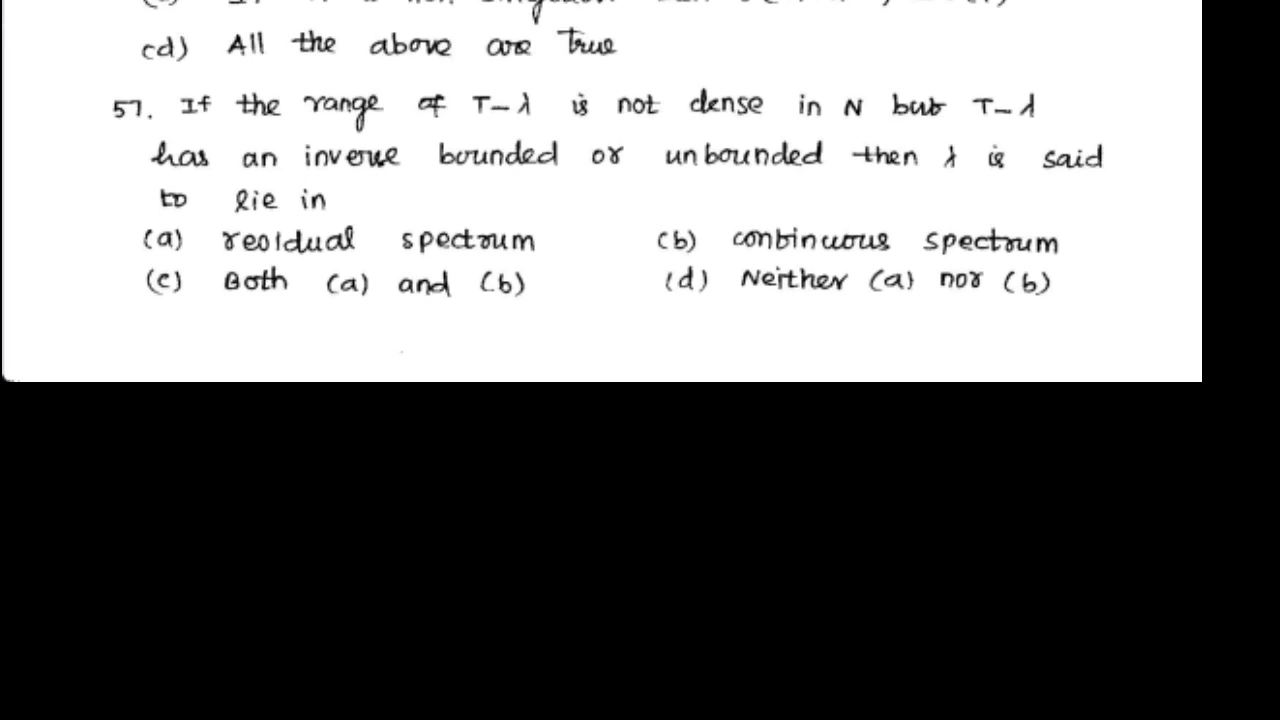 (d) All the above are true
57. If the range of T-λ is not dense in N but T-λ
has an inverse bounded or unbounded then λ is said
to lie in
(a) residual spectrum (b) continuous spectrum
(c) Both (a) and (b) (d) Neither (a) nor (b)